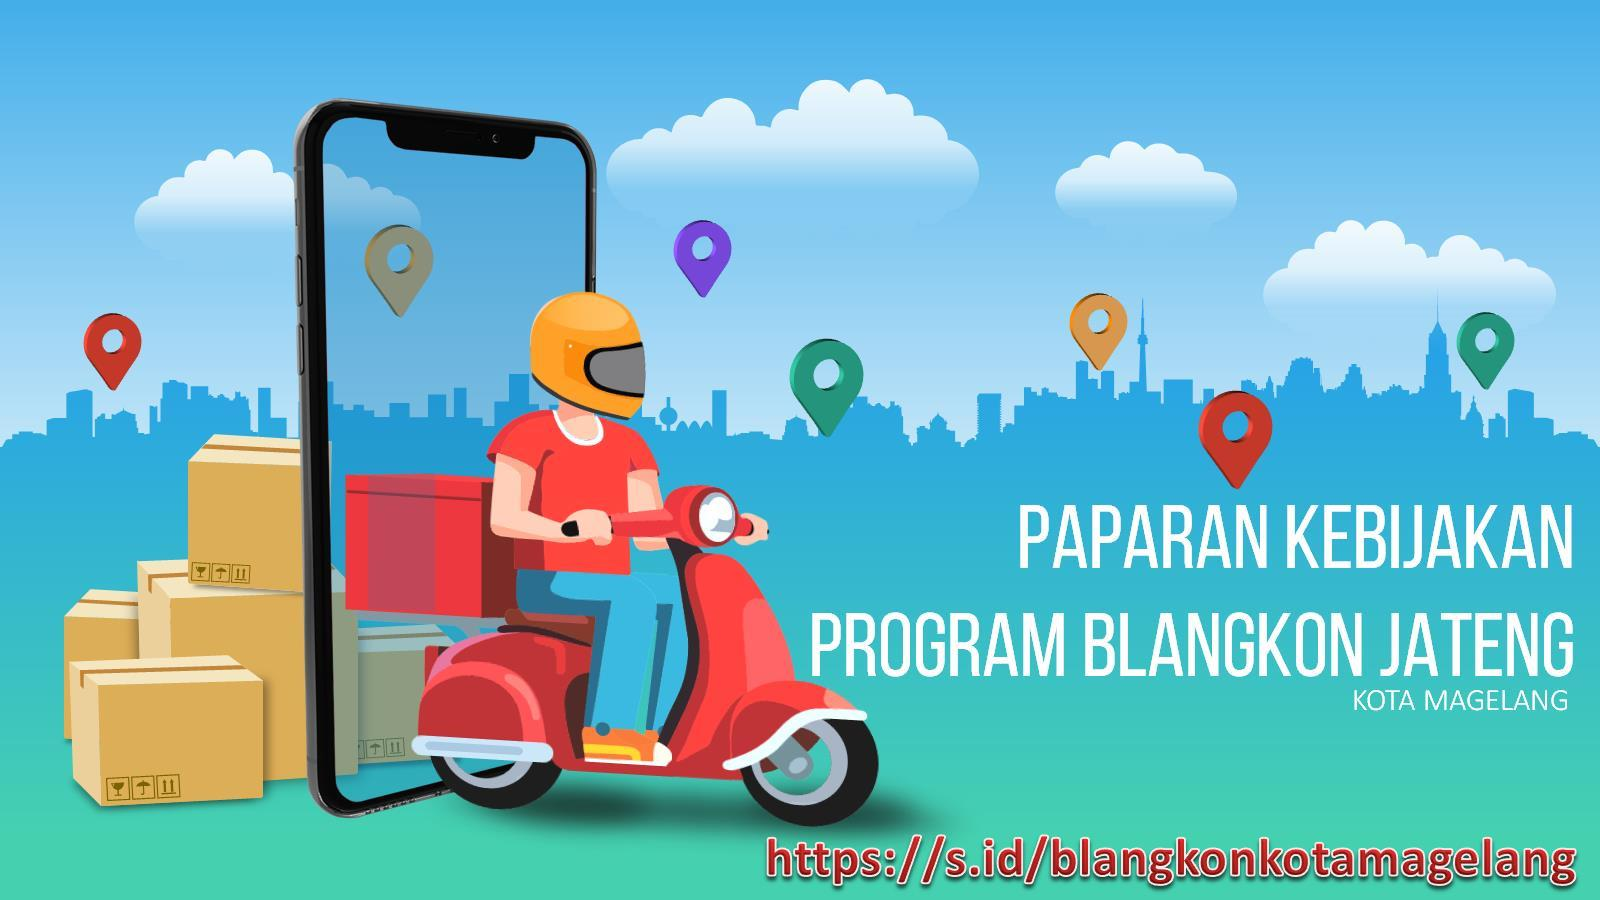 PAPARAN KEBIJAKAN
PROGRAM BLANGKON JATENG
KOTA MAGELANG
https://s.id/blangkonkotamagelang